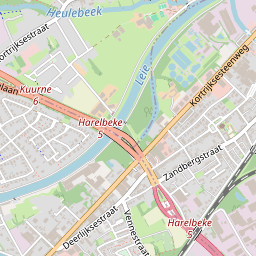 Heulebeek
Kortrijksestraat
Leie
laan
Kuurne
6
Kortrijksesteenweg
Harelbeke
5
Zandbergstraat
Deerlijksestraat
Vennestraat
Harelbeke
5